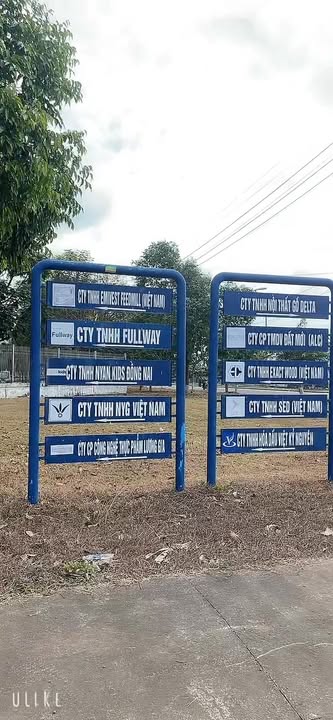 CTY TNHH EMIVEST FEEDMILL (VIỆT NAM)
Fullway
CTY TNHH FULLWAY
CTY TNHH NYAN KIDS ĐỒNG NAI
CTY TNHH NYG VIỆT NAM
CTY CP CÔNG NGHỆ THỰC PHẨM LƯƠNG GIA
CTY TNHH NỘI THẤT GỖ DELTA
CTY CP TMDV ĐẤT MỚI (ALC)
CTY TNHH EXACT WOOD (VIỆT NAM)
CTY TNHH SED (VIỆT NAM)
CTY TNHH HÓA DẦU VIỆT KỶ NGUYÊN
ULIKE